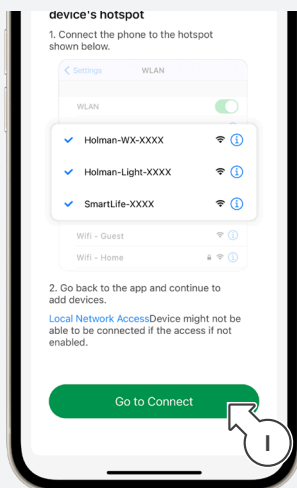 device's hotspot
1. Connect the phone to the hotspot
shown below.
Settings WLAN
WLAN
Holman-WX-XXXX
Holman-Light-XXXX
SmartLife-XXXX
Wifi - Guest
Wifi - Home
2. Go back to the app and continue to
add devices.
Local Network AccessDevice might not be
able to be connected if the access if not
enabled.
Go to Connect
I